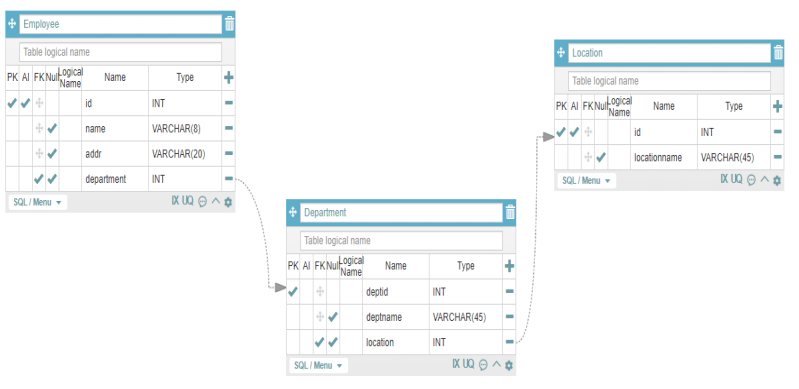 Employee
Table logical name
PK AI FK Null Logical Name Name Type
id INT
name VARCHAR(8)
addr VARCHAR(20)
department INT
SQL / Menu IX UQ
Location
Table logical name
PK AI FK Null Logical Name Name Type
id INT
locationname VARCHAR(45)
SQL / Menu IX UQ
Department
Table logical name
PK AI FK Null Logical Name Name Type
deptid INT
deptname VARCHAR(45)
location INT
SQL / Menu IX UQ